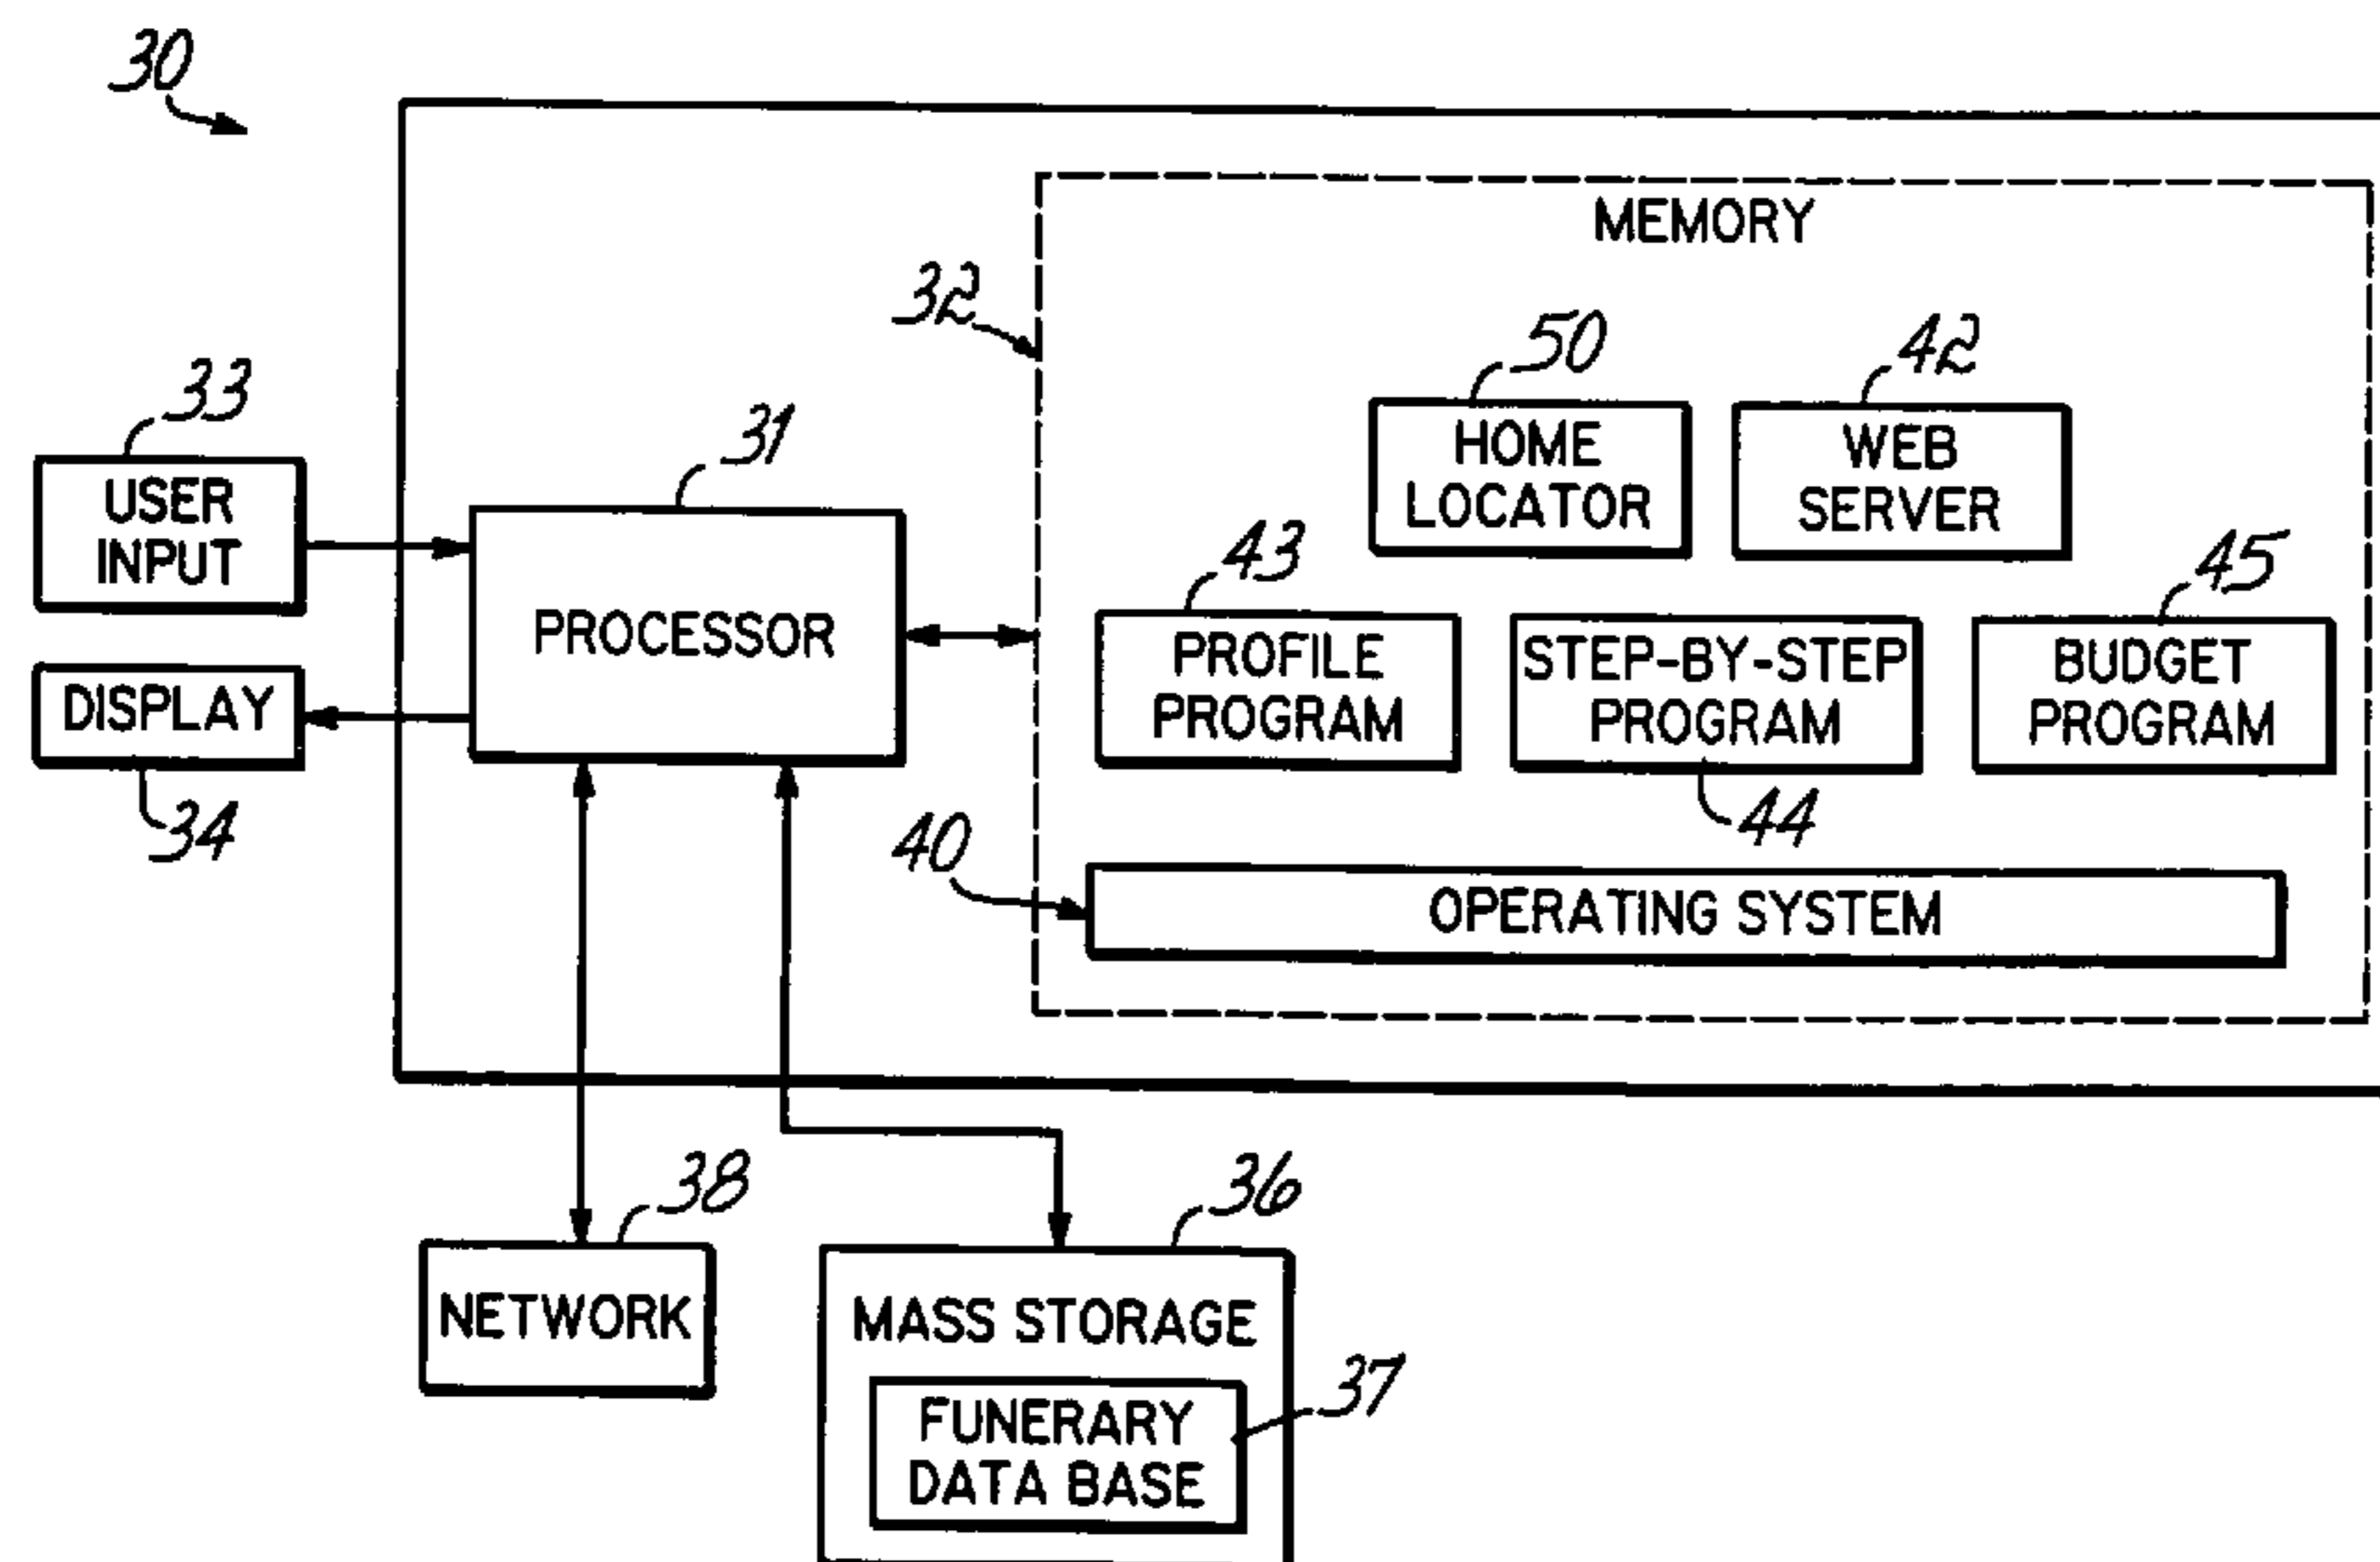 30
MEMORY
32
50
42
HOME
LOCATOR
WEB
SERVER
33
USER
INPUT
31
PROCESSOR
43
PROFILE
PROGRAM
STEP-BY-STEP
PROGRAM
44
45
BUDGET
PROGRAM
DISPLAY
34
40
OPERATING SYSTEM
38
NETWORK
36
MASS STORAGE
37
FUNERARY
DATA BASE